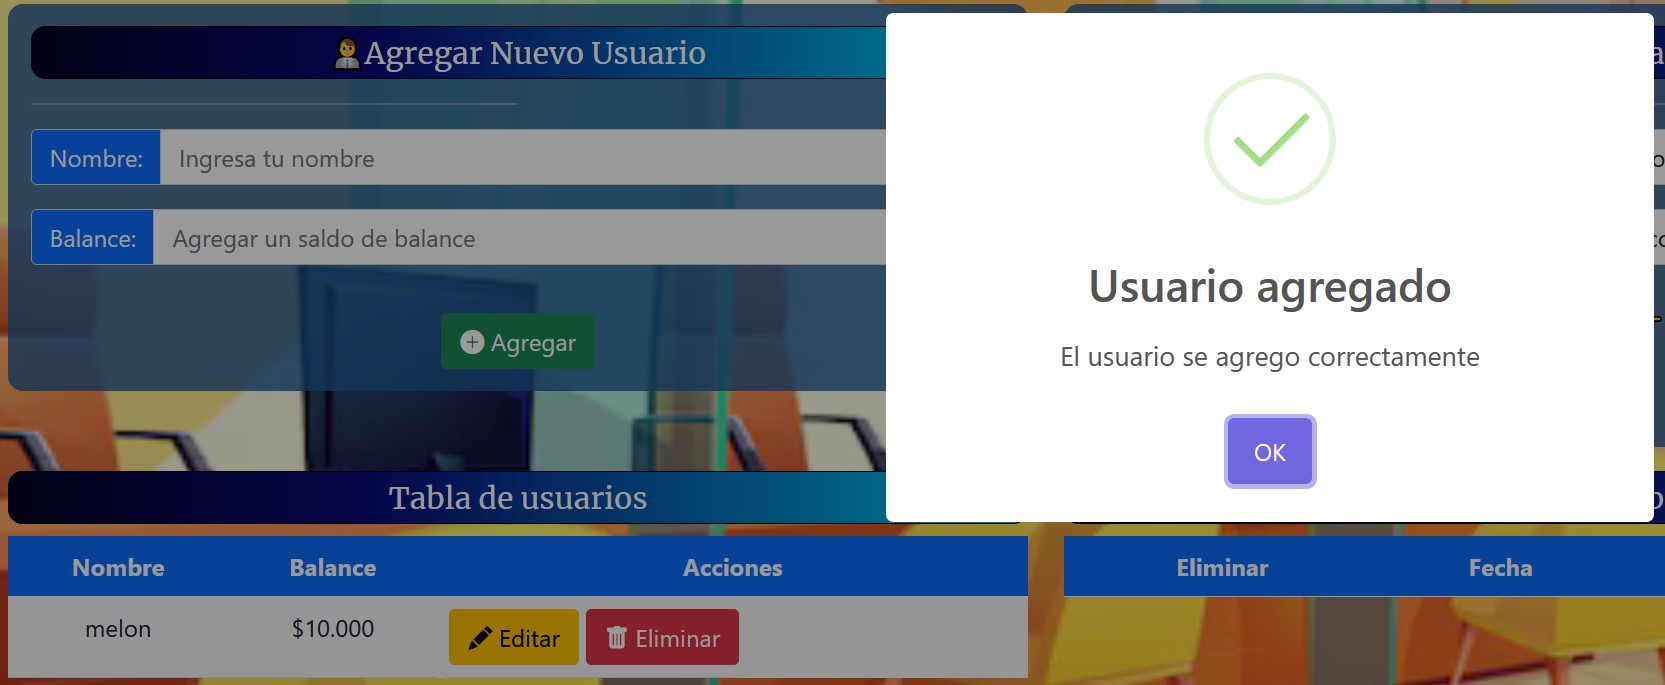 Agregar Nuevo Usuario
Nombre: Ingresa tu nombre
Balance: Agregar un saldo de balance
Agregar
Usuario agregado
El usuario se agrego correctamente
OK
Tabla de usuarios
Nombre Balance Acciones
melon $10.000 Editar Eliminar
Eliminar Fecha